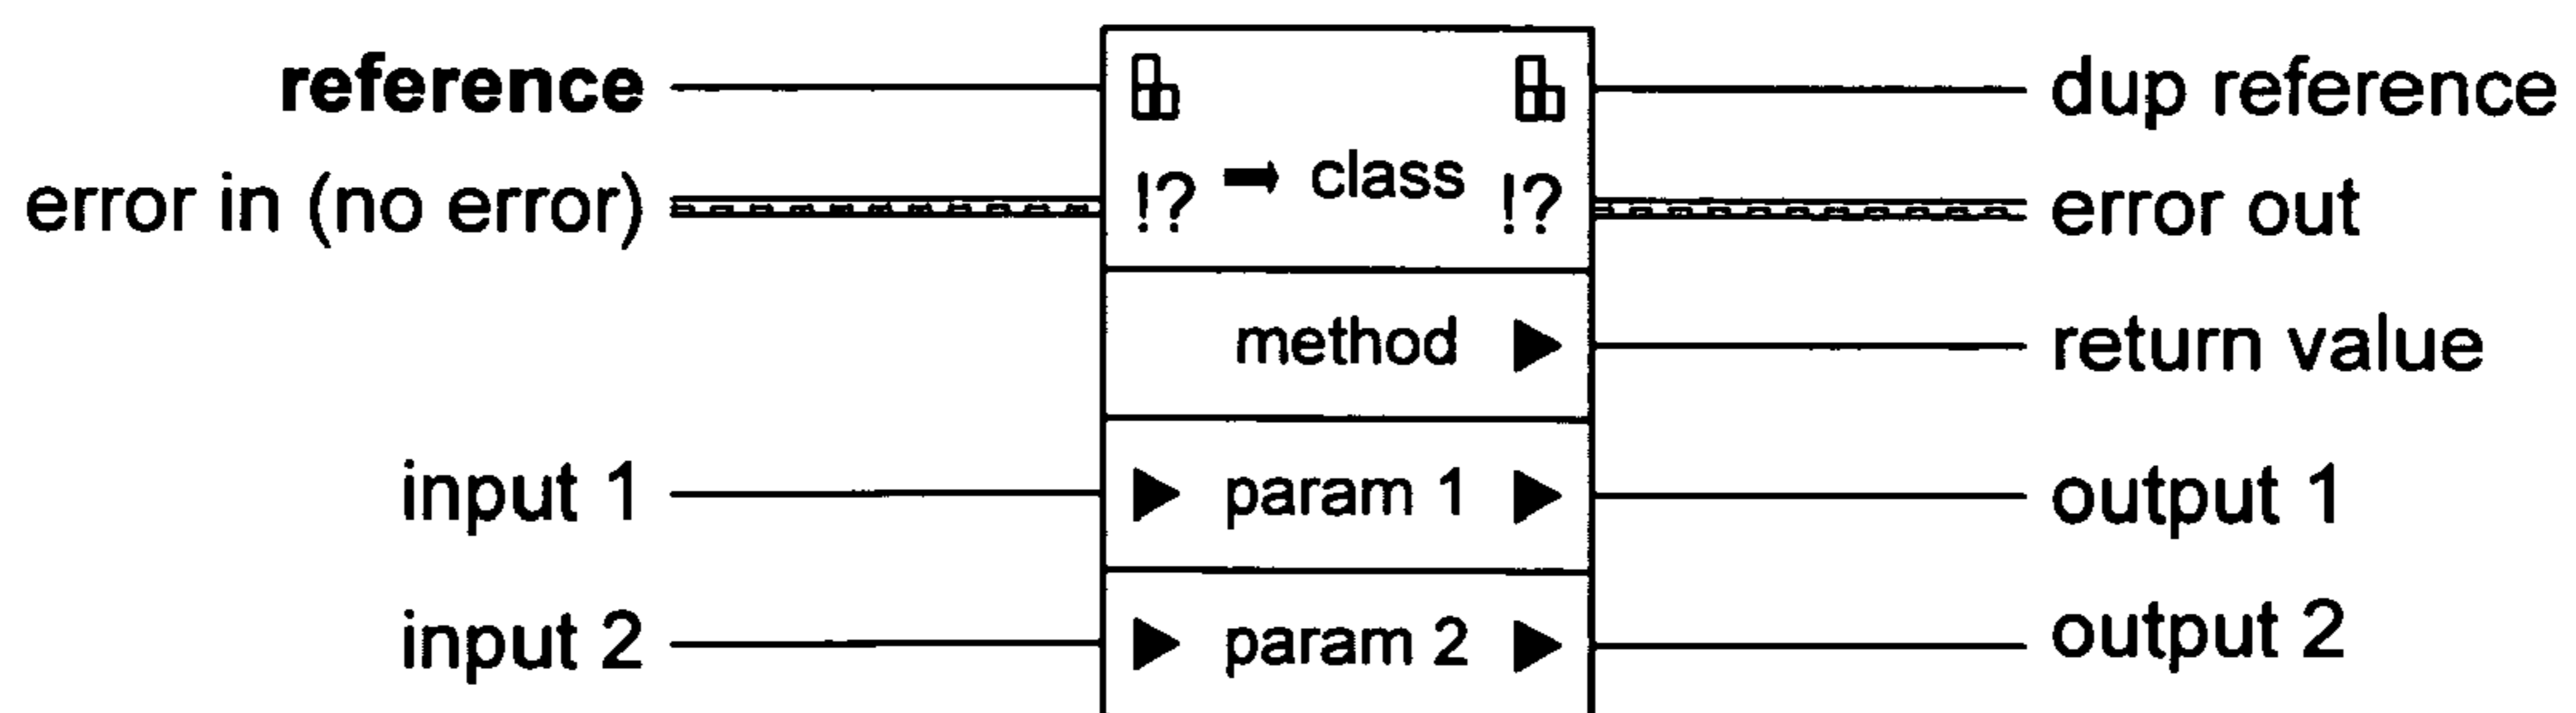 reference dup reference
error in (no error) !? ➡ class !? error out
method ▶ return value
input 1 ▶ param 1 ▶ output 1
input 2 ▶ param 2 ▶ output 2